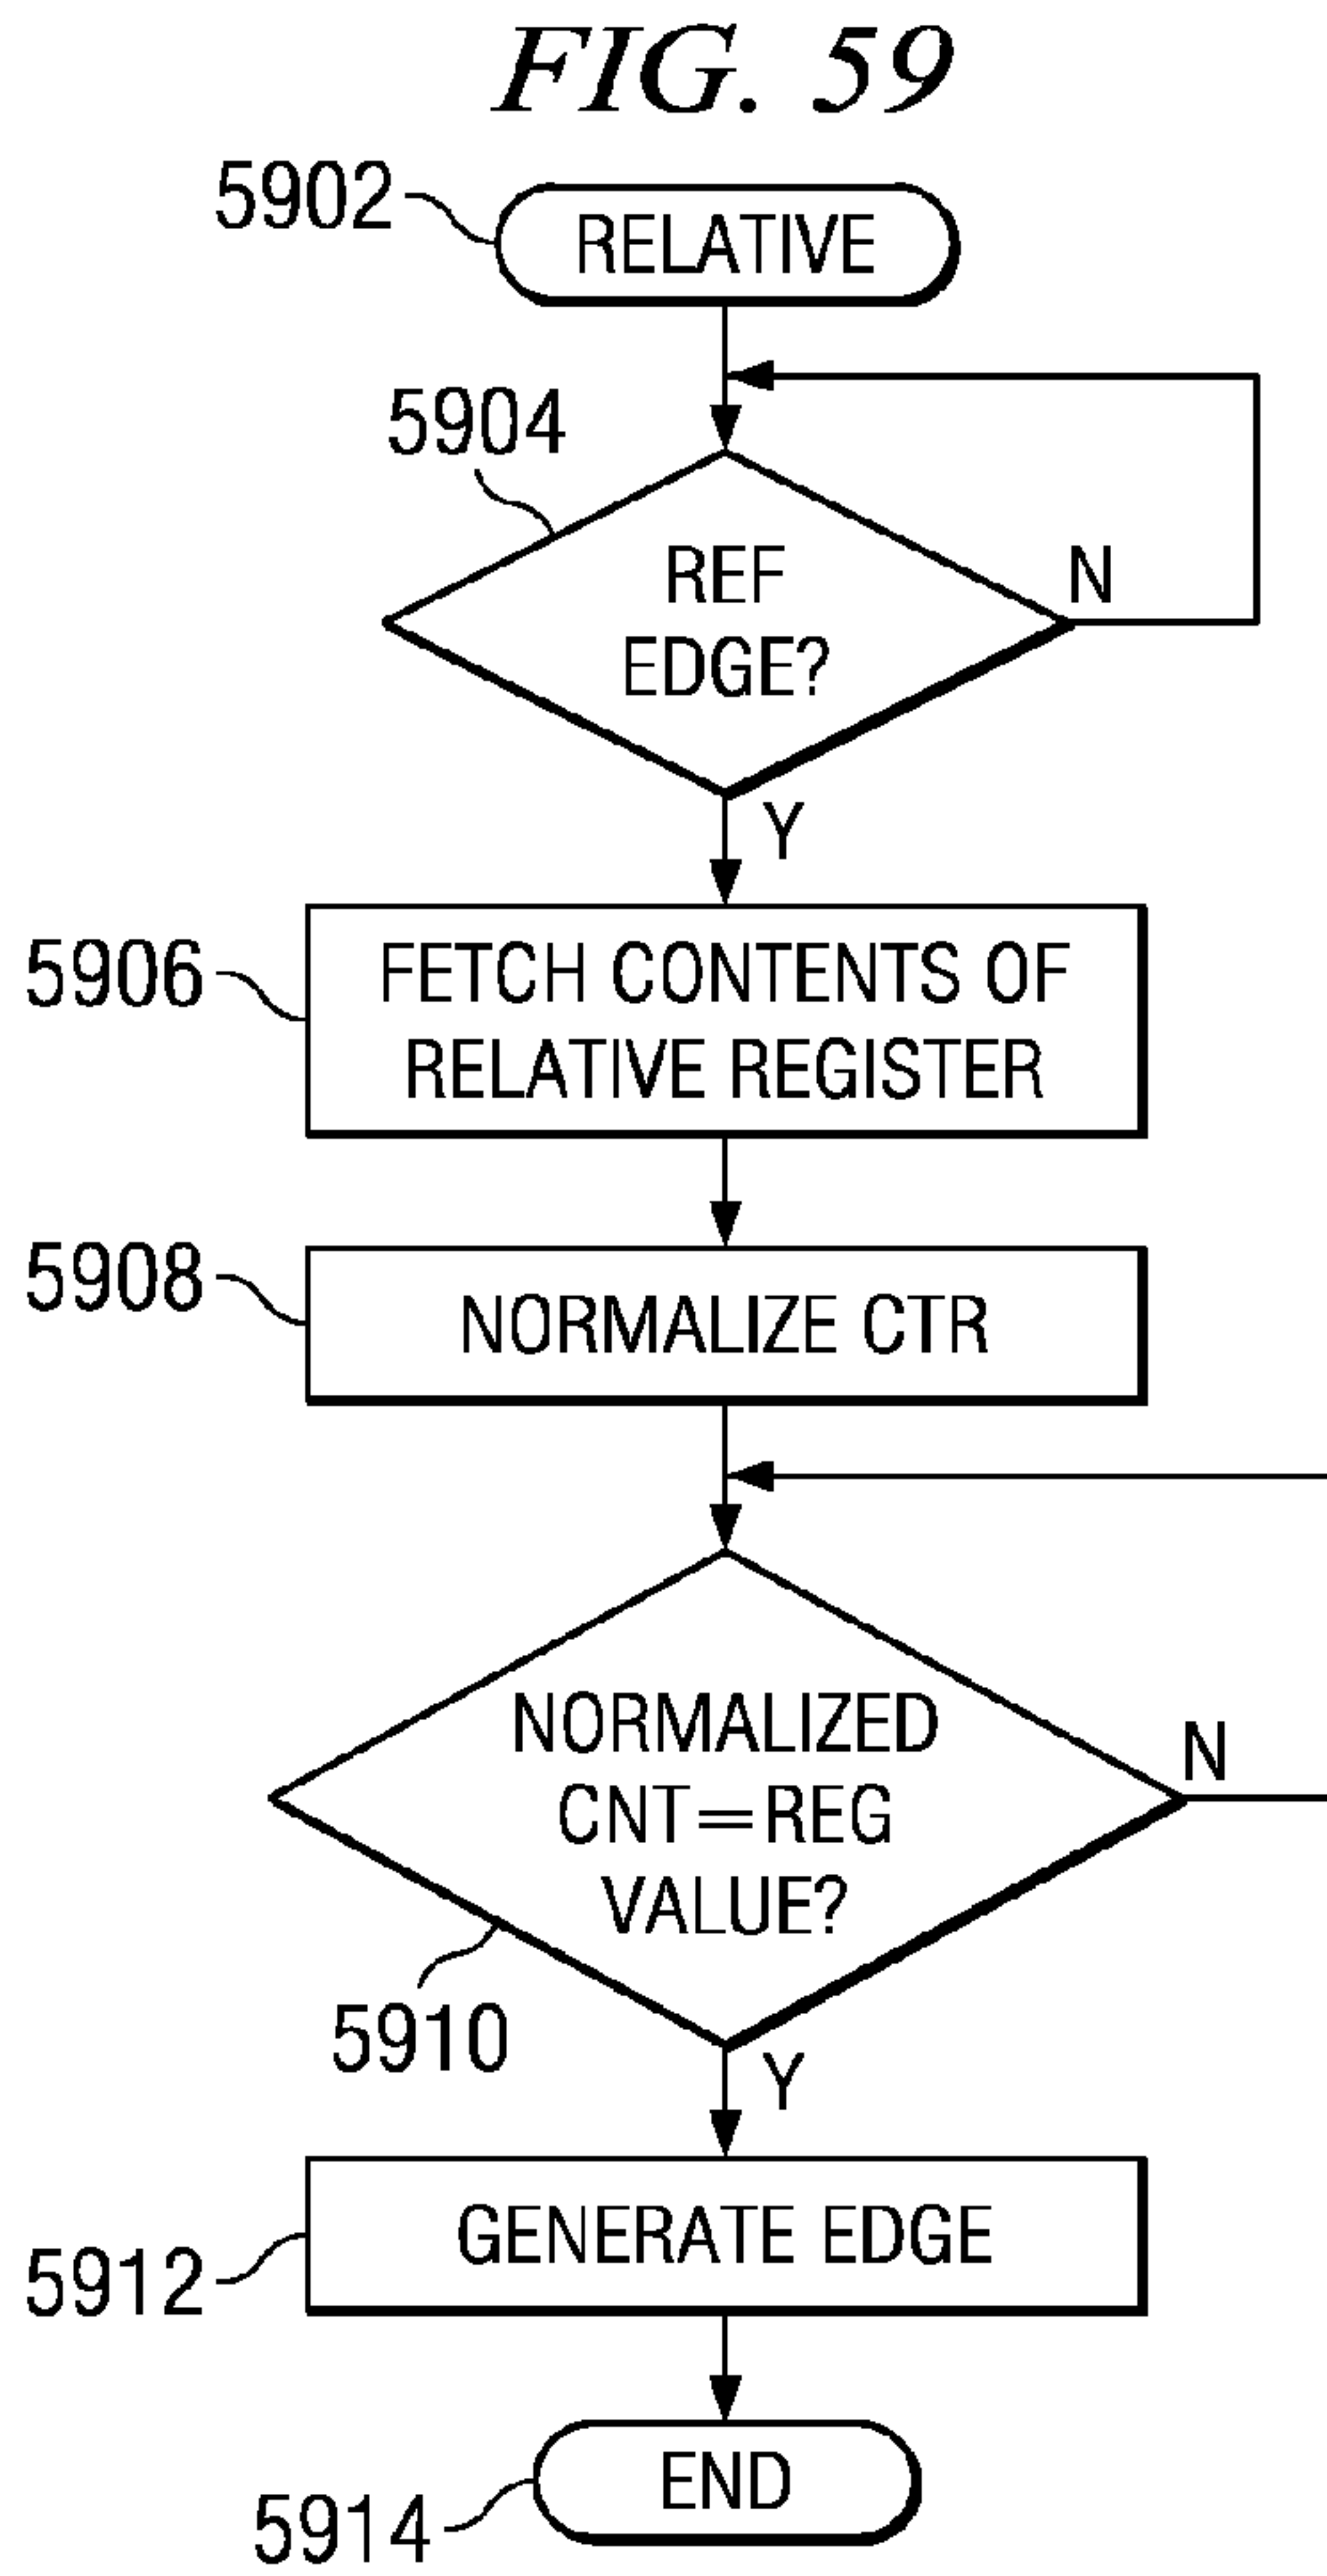 FIG. 59
5902
RELATIVE
5904
REF
EDGE?
N
Y
5906
FETCH CONTENTS OF
RELATIVE REGISTER
5908
NORMALIZE CTR
NORMALIZED
CNT=REG
VALUE?
N
5910
Y
GENERATE EDGE
5912
END
5914